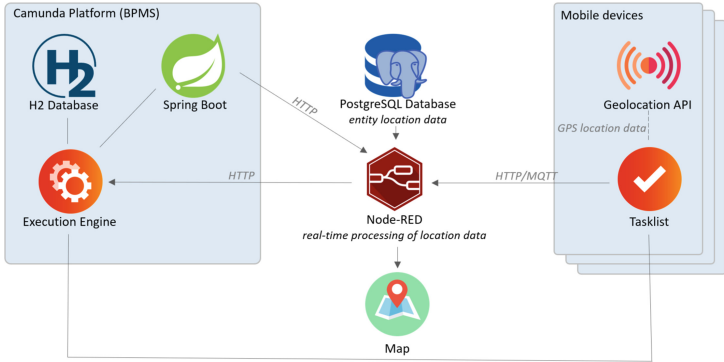 Camunda Platform (BPMS)
Mobile devices
H2
H2 Database
Spring Boot
PostgreSQL Database
entity location data
Geolocation API
HTTP
GPS location data
HTTP
HTTP/MQTT
Execution Engine
Node-RED
real-time processing of location data
Tasklist
Map